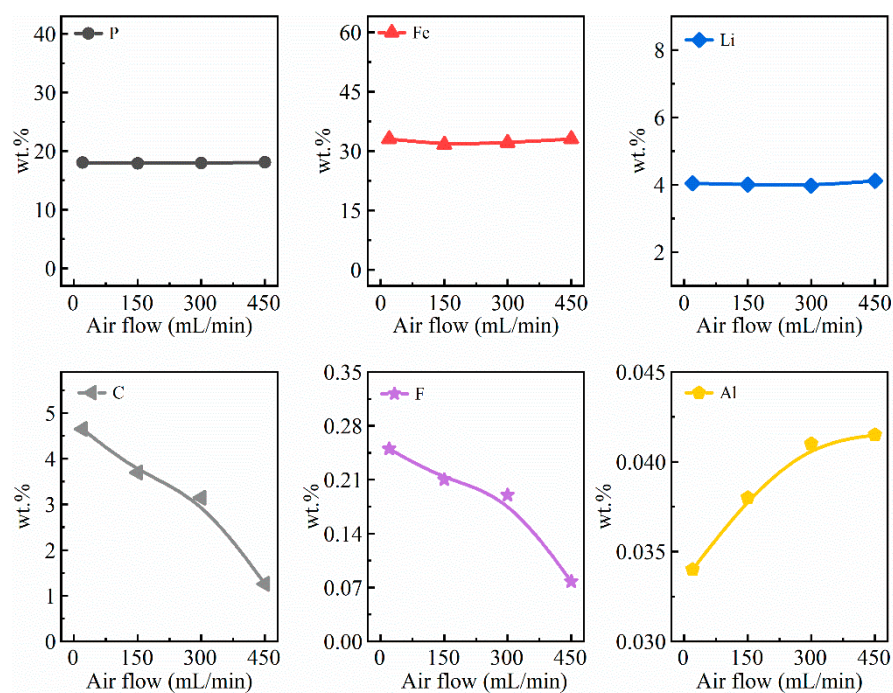 P
40
30
20
10
0
wt.%
0 150 300 450
Air flow (mL/min)
Fe
60
45
30
15
0
wt.%
0 150 300 450
Air flow (mL/min)
Li
8
6
4
2
wt.%
0 150 300 450
Air flow (mL/min)
C
5
4
3
2
1
0
wt.%
0 150 300 450
Air flow (mL/min)
F
0.35
0.28
0.21
0.14
0.07
0.00
wt.%
0 150 300 450
Air flow (mL/min)
Al
0.045
0.040
0.035
0.030
wt.%
0 150 300 450
Air flow (mL/min)